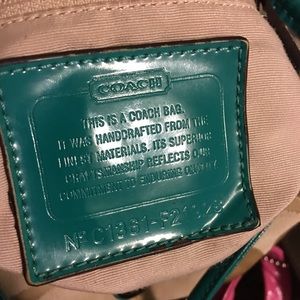 COACH
THIS IS A COACH BAG.
IT WAS HANDCRAFTED FROM THE
FINEST MATERIALS. ITS SUPERIOR
CRAFTSMANSHIP REFLECTS OUR
COMMITMENT TO ENDURING QUALITY.